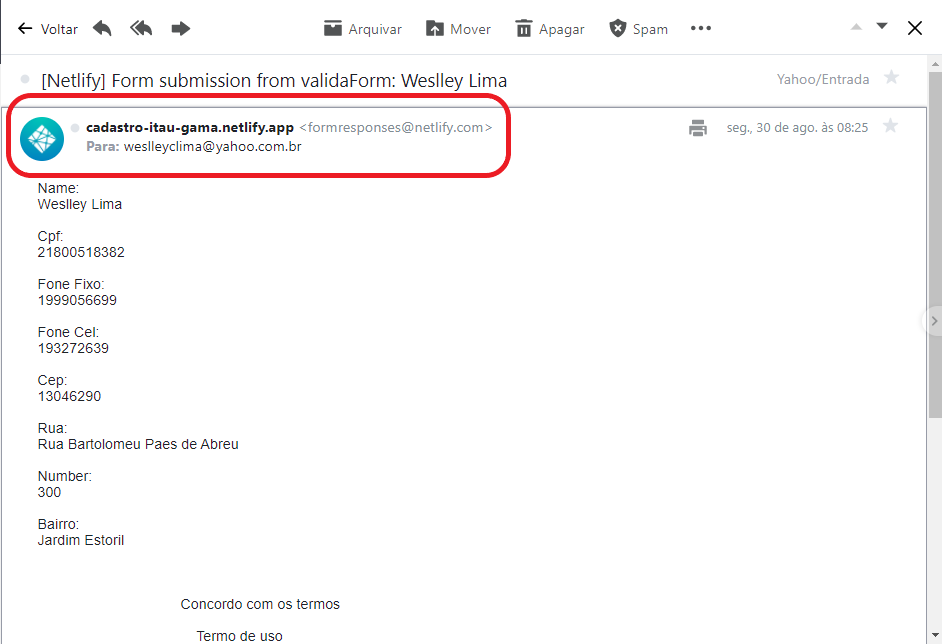 Voltar
Arquivar
Mover
Apagar
Spam
[Netlify] Form submission from validaForm: Weslley Lima
Yahoo/Entrada
cadastro-itau-gama.netlify.app <formresponses@netlify.com>
seg., 30 de ago. às 08:25
Para: weslleyclima@yahoo.com.br
Name:
Weslley Lima
Cpf:
21800518382
Fone Fixo:
1999056699
Fone Cel:
193272639
Cep:
13046290
Rua:
Rua Bartolomeu Paes de Abreu
Number:
300
Bairro:
Jardim Estoril
Concordo com os termos
Termo de uso